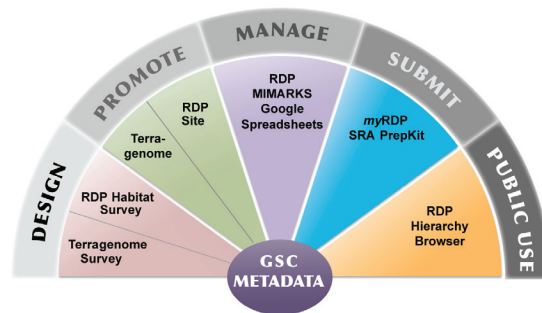 DESIGN
PROMOTE
MANAGE
SUBMIT
PUBLIC USE
Terragenome
Survey
RDP Habitat
Survey
Terra-
genome
RDP
Site
RDP
MIMARKS
Google
Spreadsheets
myRDP
SRA PrepKit
RDP
Hierarchy
Browser
GSC
METADATA